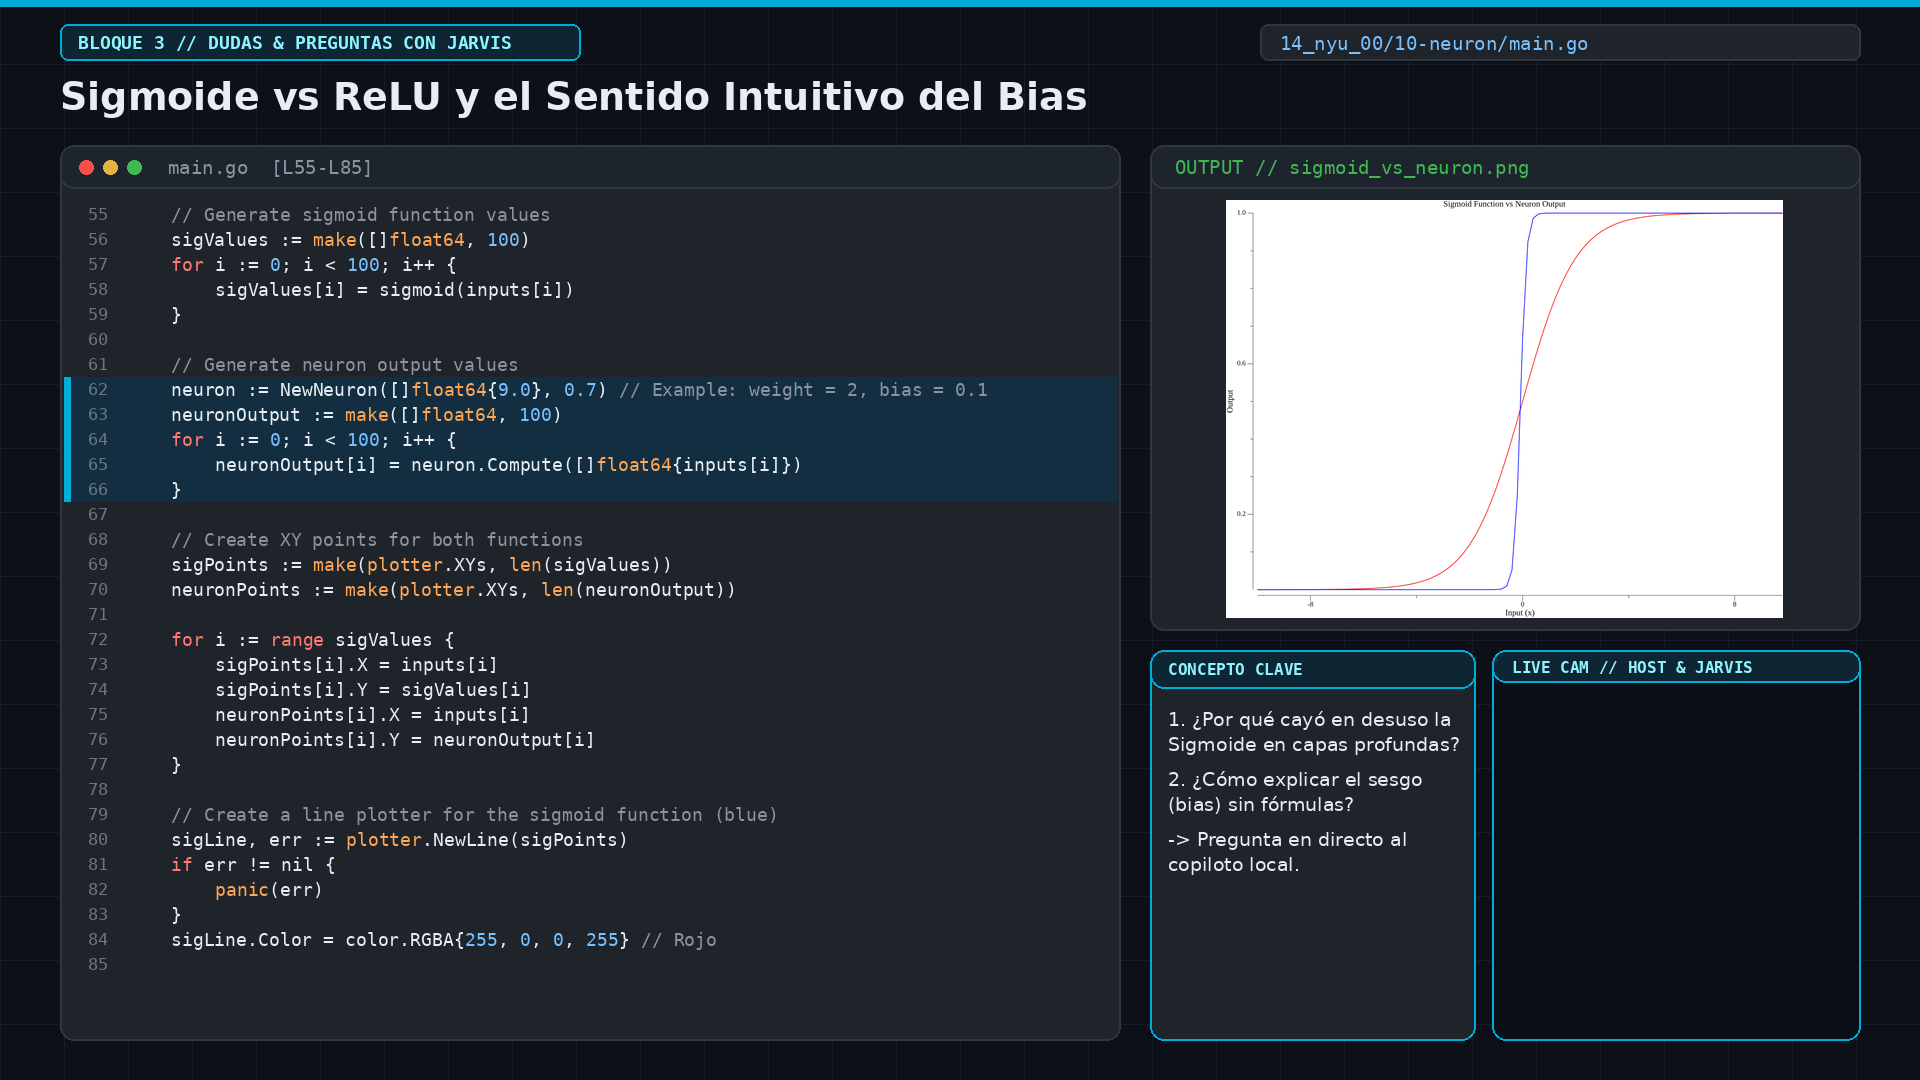 BLOQUE 3 // DUDAS & PREGUNTAS CON JARVIS
14_nyu_00/10-neuron/main.go
Sigmoide vs ReLU y el Sentido Intuitivo del Bias
main.go [L55-L85]
55 // Generate sigmoid function values
56 sigValues := make([]float64, 100)
57 for i := 0; i < 100; i++ {
58 sigValues[i] = sigmoid(inputs[i])
59 }
60
61 // Generate neuron output values
62 neuron := NewNeuron([]float64{9.0}, 0.7) // Example: weight = 2, bias = 0.1
63 neuronOutput := make([]float64, 100)
64 for i := 0; i < 100; i++ {
65 neuronOutput[i] = neuron.Compute([]float64{inputs[i]})
66 }
67
68 // Create XY points for both functions
69 sigPoints := make(plotter.XYs, len(sigValues))
70 neuronPoints := make(plotter.XYs, len(neuronOutput))
71
72 for i := range sigValues {
73 sigPoints[i].X = inputs[i]
74 sigPoints[i].Y = sigValues[i]
75 neuronPoints[i].X = inputs[i]
76 neuronPoints[i].Y = neuronOutput[i]
77 }
78
79 // Create a line plotter for the sigmoid function (blue)
80 sigLine, err := plotter.NewLine(sigPoints)
81 if err != nil {
82 panic(err)
83 }
84 sigLine.Color = color.RGBA{255, 0, 0, 255} // Rojo
85
OUTPUT // sigmoid_vs_neuron.png
Sigmoid Function vs Neuron Output
1.0
0.6
0.2
Output
-8 0 8
Input (x)
CONCEPTO CLAVE
1. ¿Por qué cayó en desuso la
Sigmoide en capas profundas?
2. ¿Cómo explicar el sesgo
(bias) sin fórmulas?
-> Pregunta en directo al
copiloto local.
LIVE CAM // HOST & JARVIS